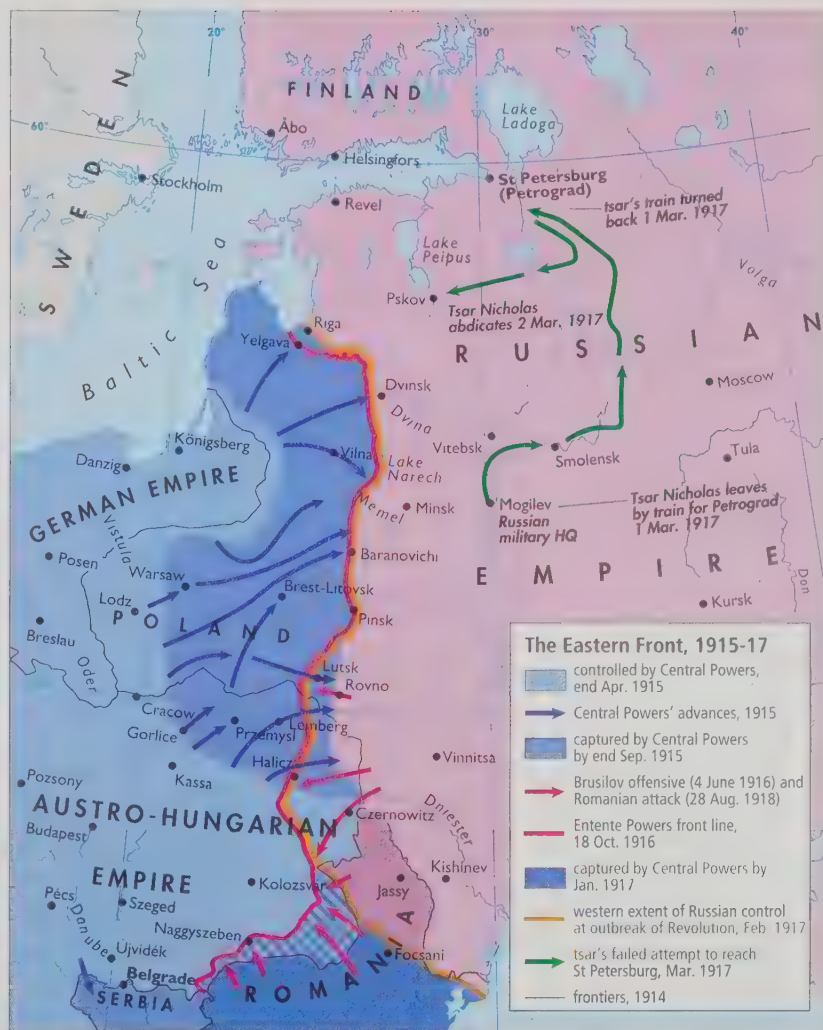 20°
30°
40°
60°
SWEDEN
FINLAND
Lake
Ladoga
Åbo
Helsingfors
Stockholm
St Petersburg
(Petrograd)
tsar's train turned
back 1 Mar. 1917
Revel
Lake
Peipus
Volga
Baltic Sea
Pskov
Tsar Nicholas
abdicates 2 Mar. 1917
Riga
Yelgava
RUSSIAN
Moscow
Dvinsk
Dvina
Königsberg
Vitebsk
Smolensk
Tula
Danzig
Vilna
Lake
Narech
GERMAN EMPIRE
Memel
Minsk
Mogilev
Russian
military HQ
Tsar Nicholas leaves
by train for Petrograd
1 Mar. 1917
Vistula
Posen
Baranovichi
EMPIRE
Warsaw
Brest-Litovsk
Don
Lodz
POLAND
Pinsk
Kursk
Breslau
Oder
Lutsk
Rovno
Cracow
Lemberg
Gorlice
Przemysl
Halicz
Vinnitsa
Kassa
Pozsony
AUSTRO-HUNGARIAN
Czernowitz
Dniester
Budapest
EMPIRE
Kolozsvar
Jassy
Kishinev
Pécs
Szeged
Danube
Naggyszeben
Ujvidék
Focsani
Belgrade
SERBIA
ROMANIA
The Eastern Front, 1915-17
controlled by Central Powers,
end Apr. 1915
Central Powers' advances, 1915
captured by Central Powers
by end Sep. 1915
Brusilov offensive (4 June 1916) and
Romanian attack (28 Aug. 1918)
Entente Powers front line,
18 Oct. 1916
captured by Central Powers by
Jan. 1917
western extent of Russian control
at outbreak of Revolution, Feb 1917
tsar's failed attempt to reach
St Petersburg, Mar. 1917
frontiers, 1914